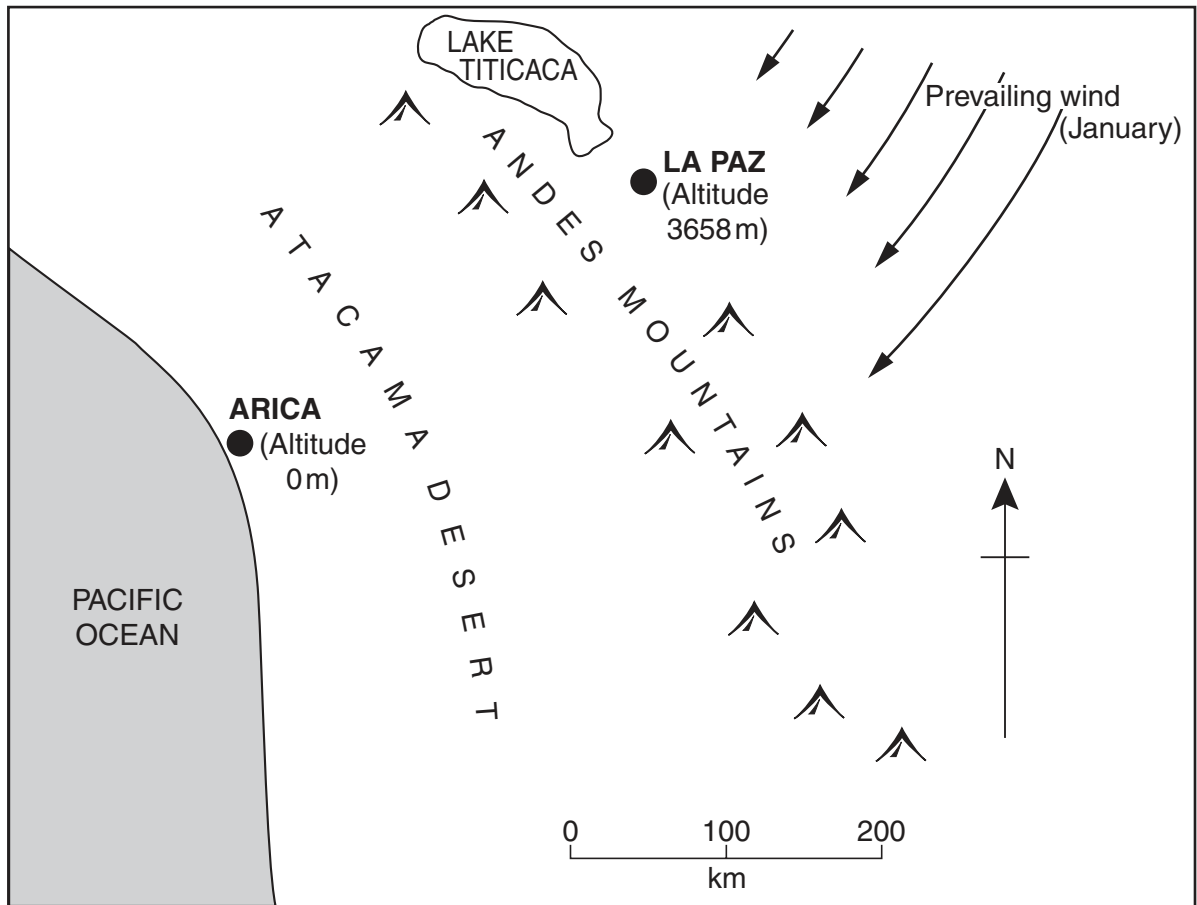 LAKE
TITICACA
Prevailing wind
(January)
LA PAZ
(Altitude
3658 m)
ANDES MOUNTAINS
ATACAMA DESERT
ARICA
(Altitude
0 m)
N
PACIFIC
OCEAN
0 100 200
km